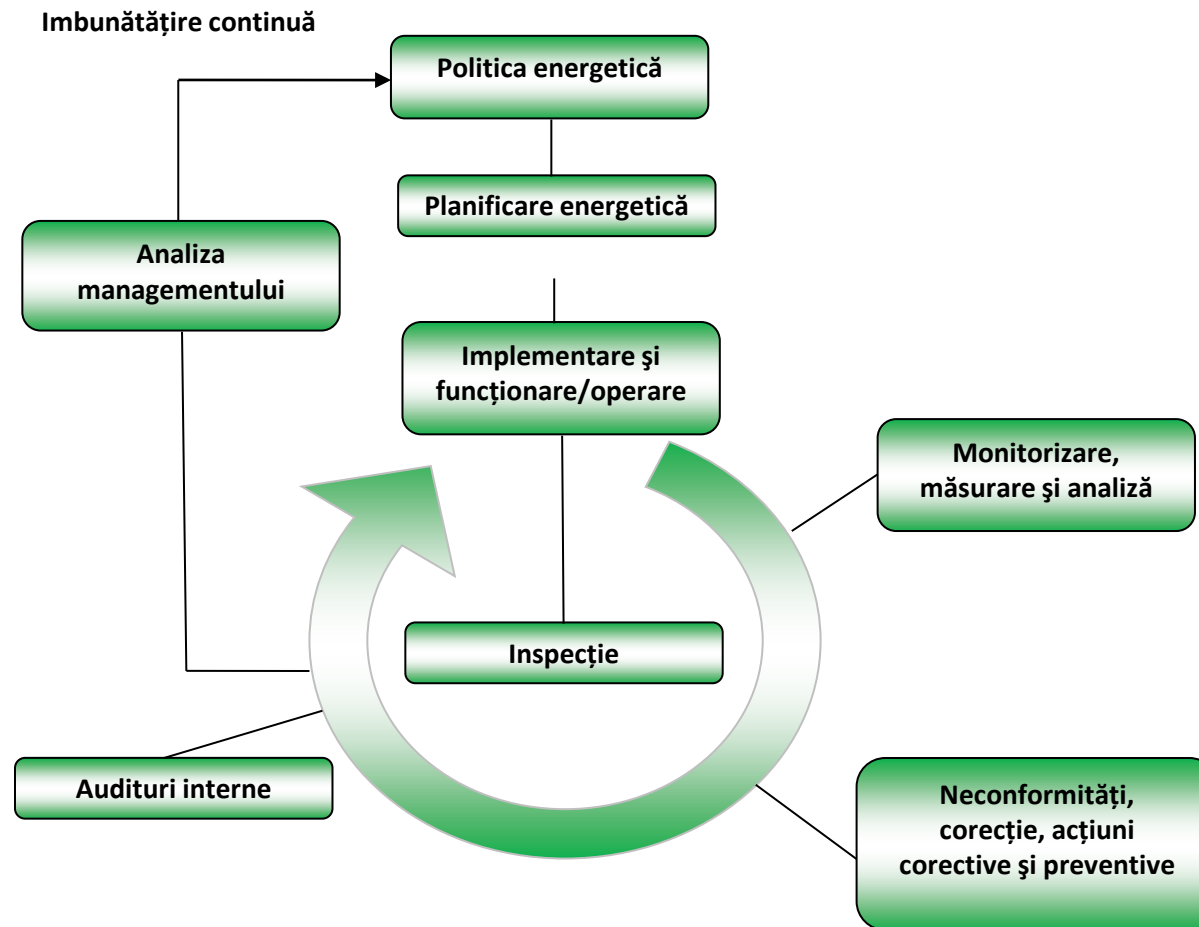 Imbunătățire continuă
Politica energetică
Planificare energetică
Analiza
managementului
Implementare şi
funcționare/operare
Monitorizare,
măsurare şi analiză
Inspecție
Audituri interne
Neconformități,
corecție, acțiuni
corective şi preventive